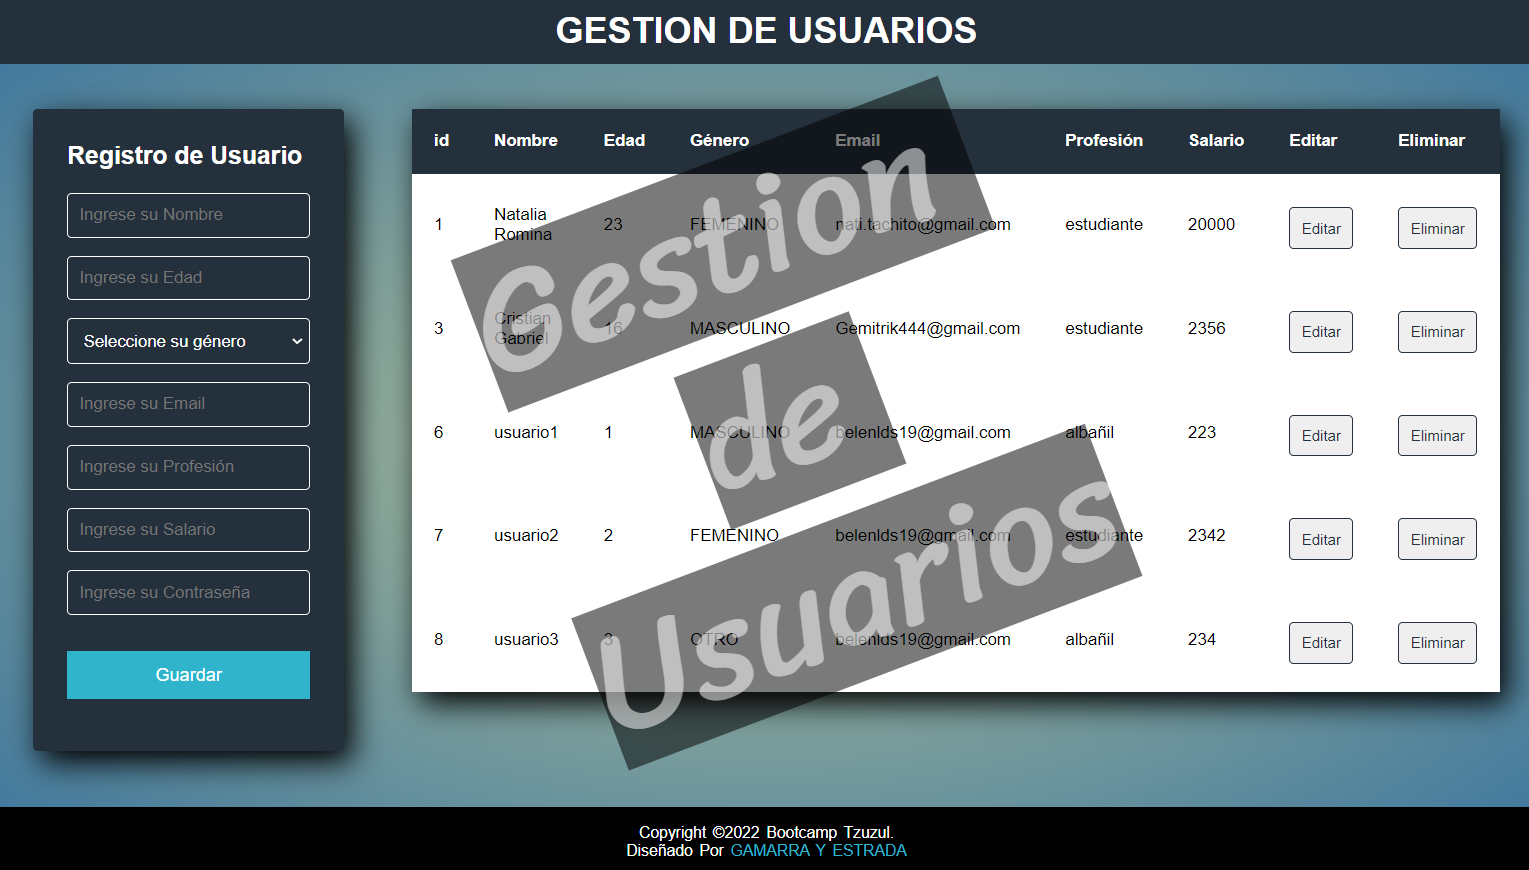 GESTION DE USUARIOS
Registro de Usuario
Ingrese su Nombre
Ingrese su Edad
Seleccione su género
Ingrese su Email
Ingrese su Profesión
Ingrese su Salario
Ingrese su Contraseña
Guardar
id Nombre Edad Género Email Profesión Salario Editar Eliminar
1 Natalia Romina 23 FEMENINO nati.tachito@gmail.com estudiante 20000 Editar Eliminar
3 Cristian Gabriel 16 MASCULINO Gemitrik444@gmail.com estudiante 2356 Editar Eliminar
6 usuario1 1 MASCULINO belenlds19@gmail.com albañil 223 Editar Eliminar
7 usuario2 2 FEMENINO belenlds19@gmail.com estudiante 2342 Editar Eliminar
8 usuario3 3 OTRO belenlds19@gmail.com albañil 234 Editar Eliminar
Gestion
de
Usuarios
Copyright ©2022 Bootcamp Tzuzul.
Diseñado Por GAMARRA Y ESTRADA